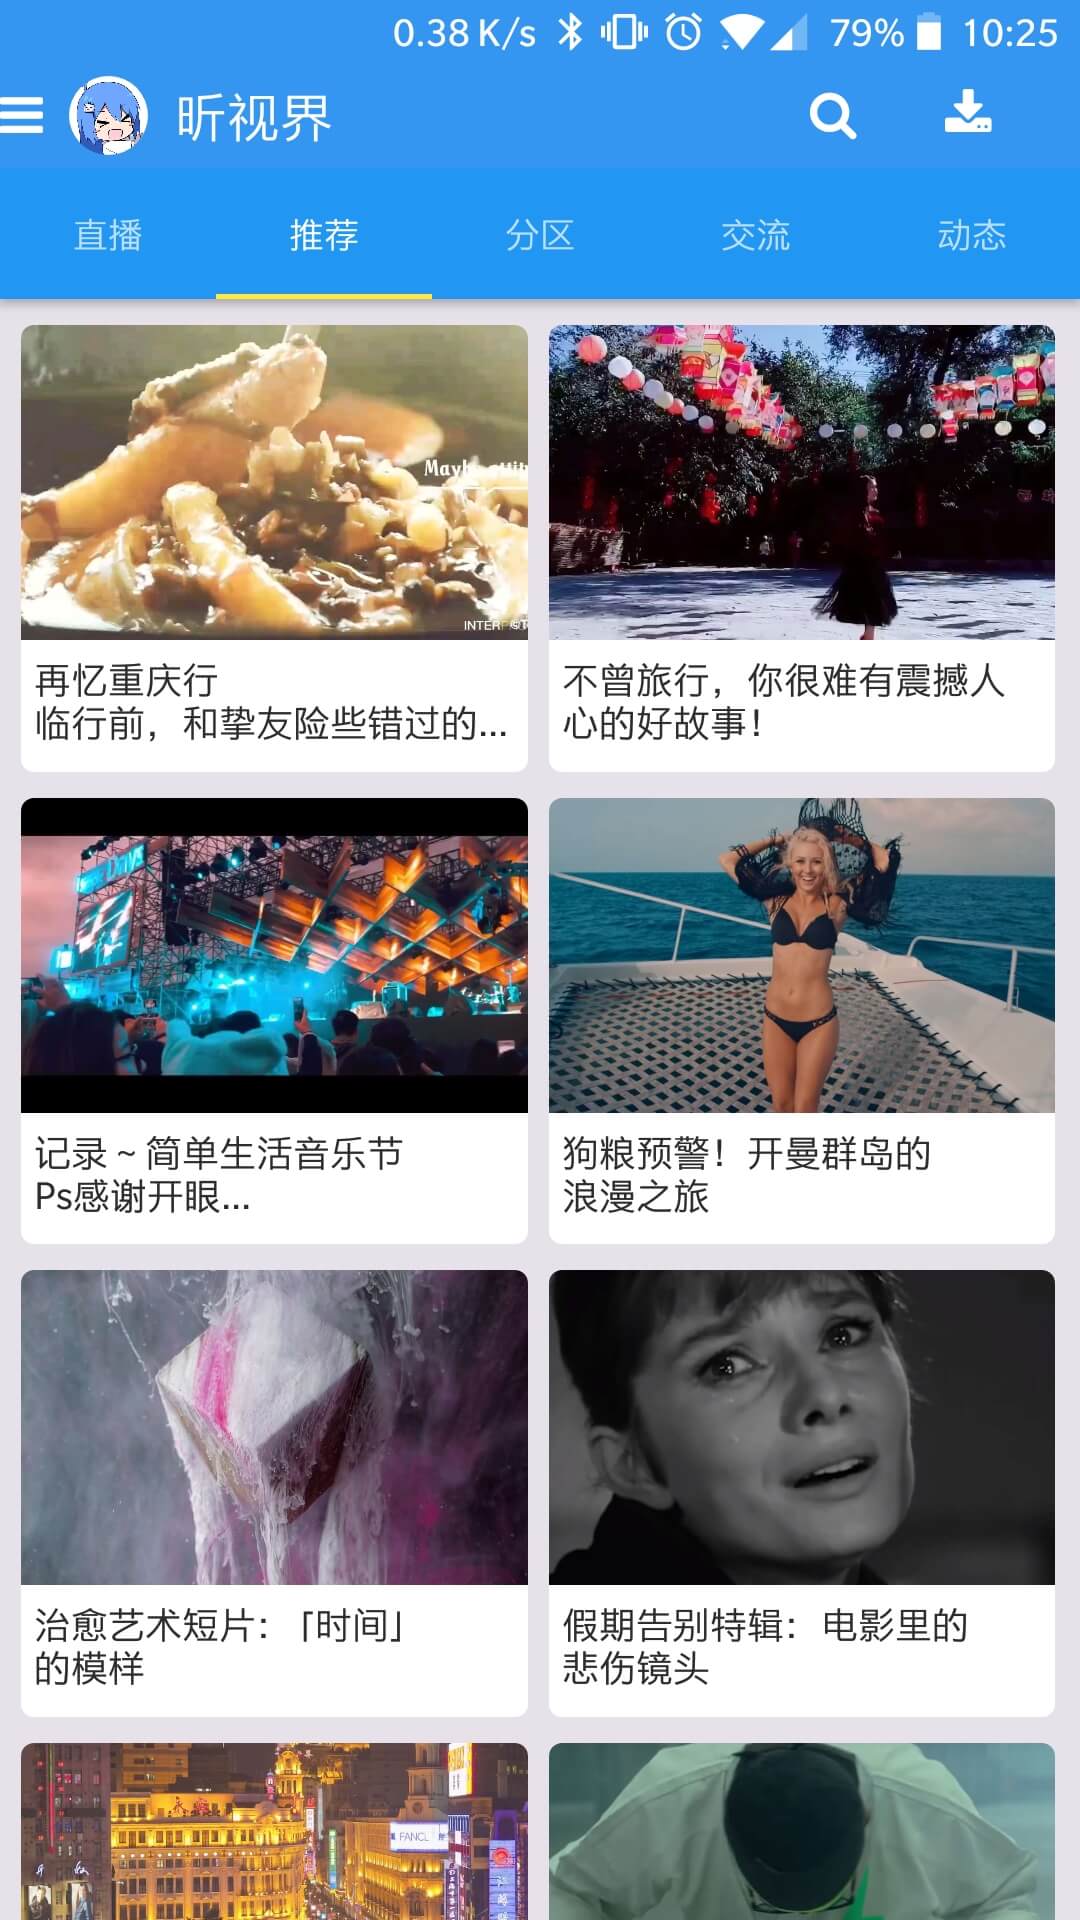 0.38 K/s 79% 10:25
昕视界
直播 推荐 分区 交流 动态
再忆重庆行
临行前，和挚友险些错过的...
不曾旅行，你很难有震撼人
心的好故事！
记录 ~ 简单生活音乐节
Ps感谢开眼...
狗粮预警！开曼群岛的
浪漫之旅
治愈艺术短片：「时间」
的模样
假期告别特辑：电影里的
悲伤镜头
FANCL